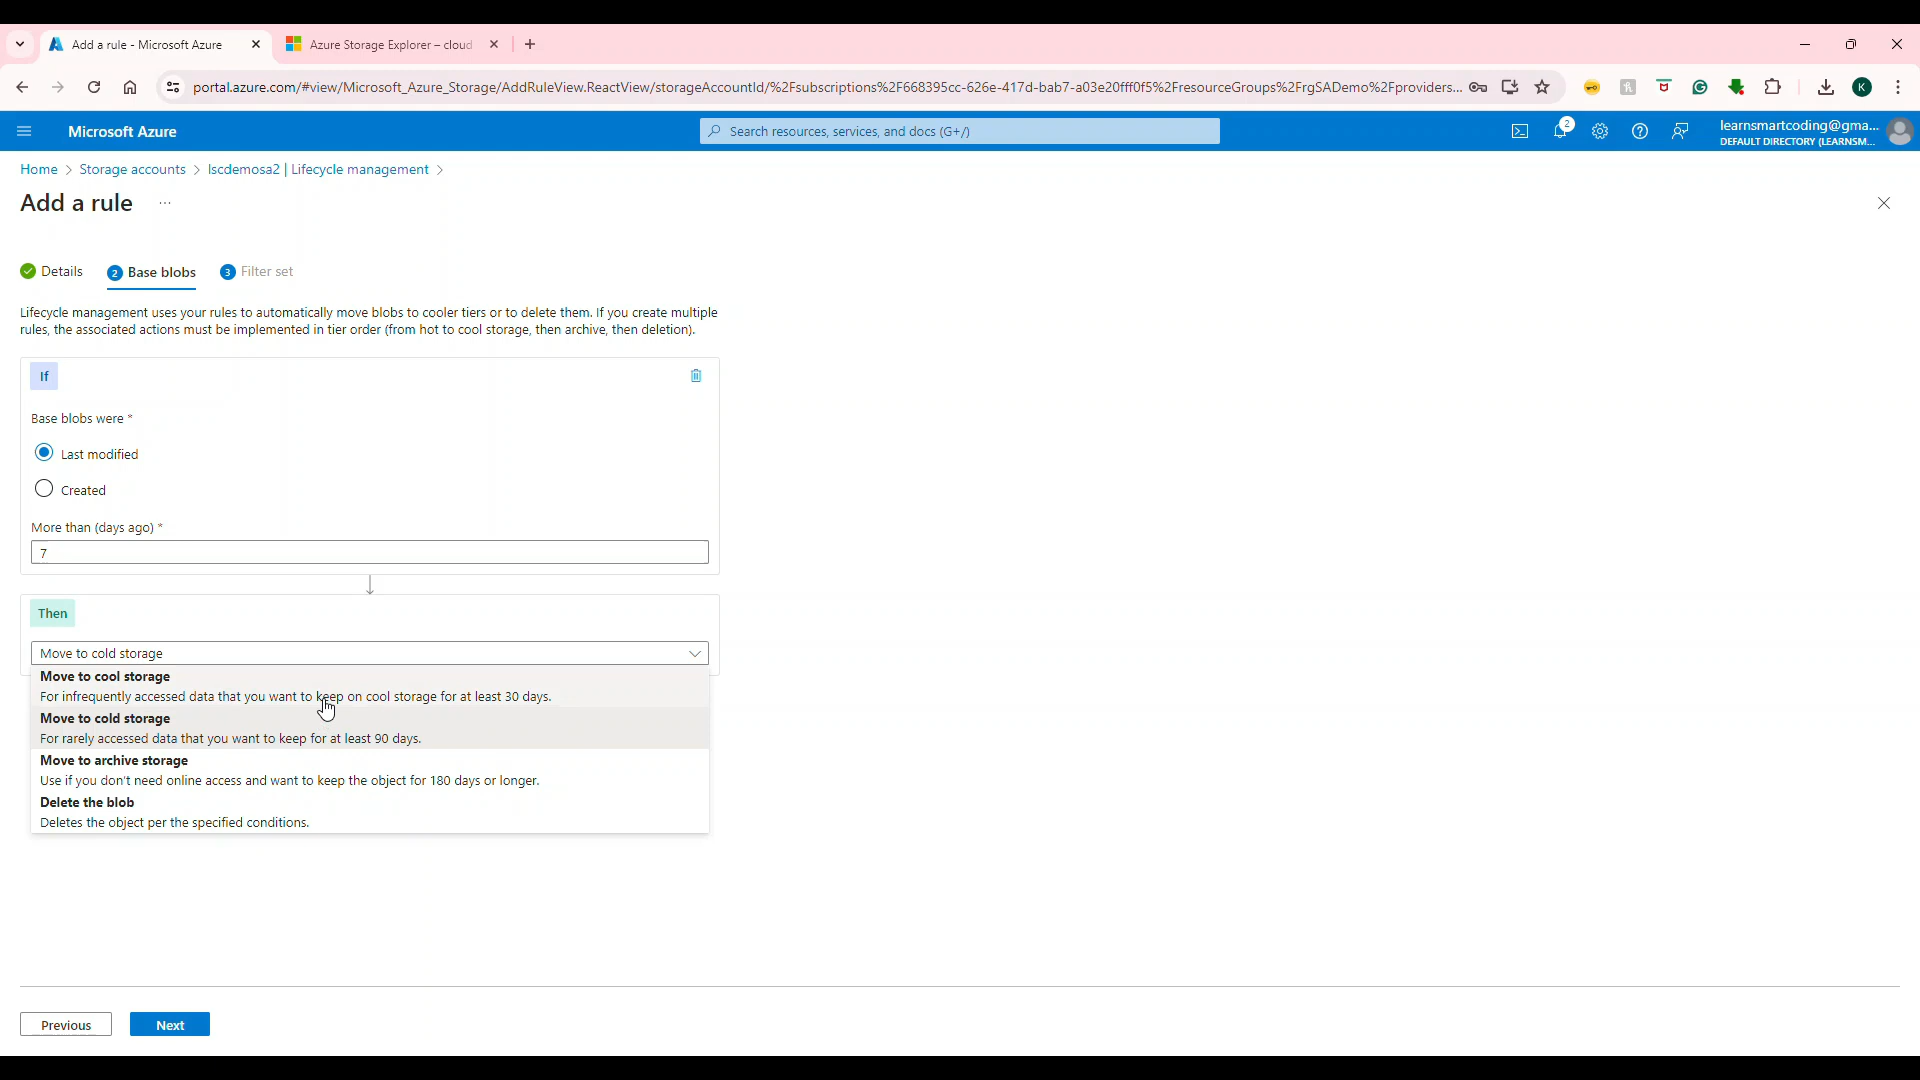 Add a rule - Microsoft Azure
Azure Storage Explorer – cloud
portal.azure.com/#view/Microsoft_Azure_Storage/AddRuleView.ReactView/storageAccountId/%2Fsubscriptions%2F668395cc-626e-417d-bab7-a03e20fff0f5%2FresourceGroups%2FrgSADemo%2Fproviders...
K
Microsoft Azure
Search resources, services, and docs (G+/)
2
learnsmartcoding@gma...
DEFAULT DIRECTORY (LEARNSM...
Home > Storage accounts > lscdemosa2 | Lifecycle management >
Add a rule ...
Details
2 Base blobs
3 Filter set
Lifecycle management uses your rules to automatically move blobs to cooler tiers or to delete them. If you create multiple
rules, the associated actions must be implemented in tier order (from hot to cool storage, then archive, then deletion).
If
Base blobs were *
Last modified
Created
More than (days ago) *
7
Then
Move to cold storage
Move to cool storage
For infrequently accessed data that you want to keep on cool storage for at least 30 days.
Move to cold storage
For rarely accessed data that you want to keep for at least 90 days.
Move to archive storage
Use if you don't need online access and want to keep the object for 180 days or longer.
Delete the blob
Deletes the object per the specified conditions.
Previous
Next